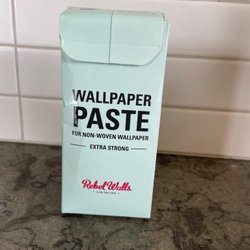 WALLPAPER
PASTE
FOR NON-WOVEN WALLPAPER
EXTRA STRONG
Rebel Walls